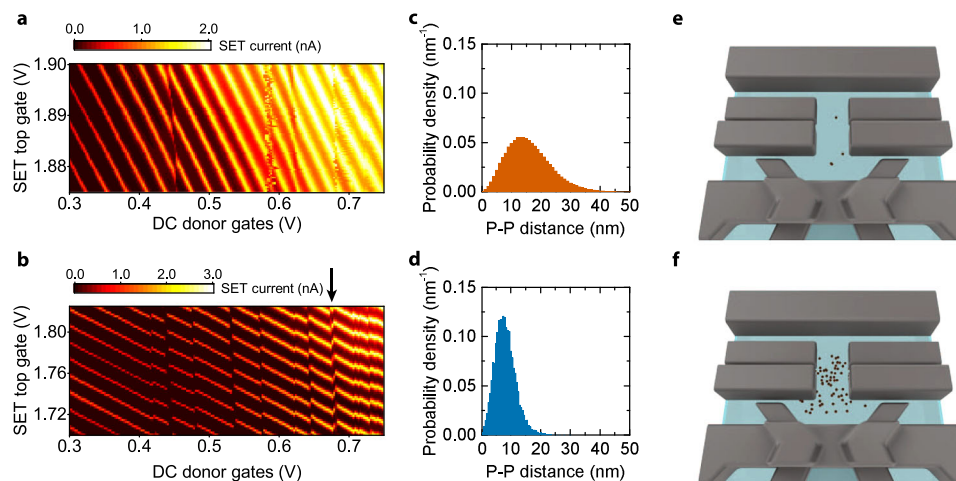 a
0.0 1.0 2.0
SET current (nA)
SET top gate (V)
1.90
1.89
1.88
0.3 0.4 0.5 0.6 0.7
DC donor gates (V)
b
0.0 1.0 2.0 3.0
SET current (nA)
SET top gate (V)
1.80
1.76
1.72
0.3 0.4 0.5 0.6 0.7
DC donor gates (V)
c
Probability density (nm⁻¹)
0.15
0.10
0.05
0.00
0 10 20 30 40 50
P-P distance (nm)
d
Probability density (nm⁻¹)
0.15
0.10
0.05
0.00
0 10 20 30 40 50
P-P distance (nm)
e
f